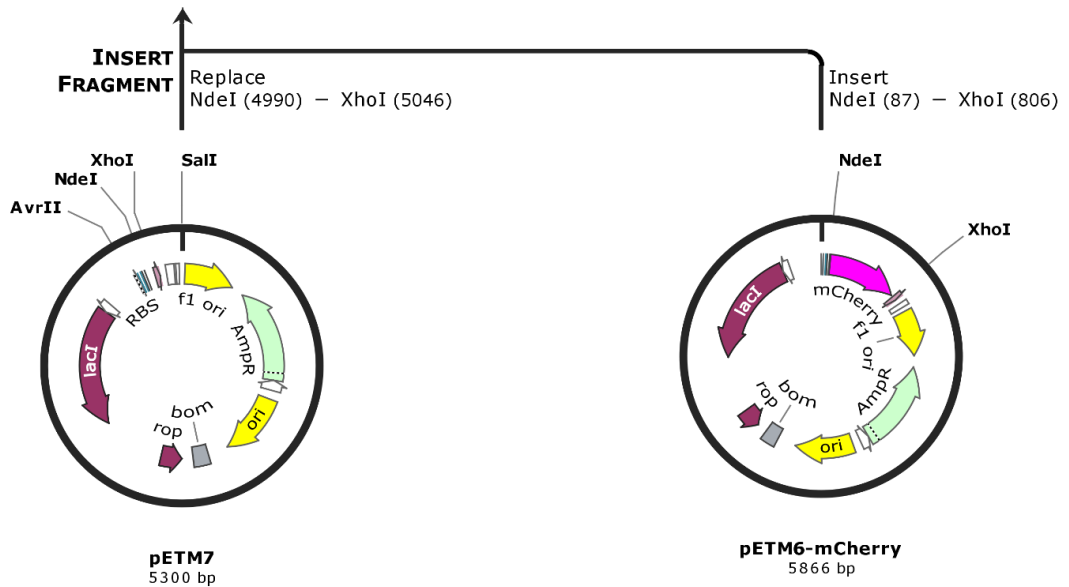 INSERT
FRAGMENT
Replace
NdeI (4990) – XhoI (5046)
Insert
NdeI (87) – XhoI (806)
XhoI
SalI
NdeI
AvrII
RBS
f1 ori
AmpR
lacI
ori
bom
rop
pETM7
5300 bp
NdeI
XhoI
lacI
mCherry
f1 ori
AmpR
rop
bom
ori
pETM6-mCherry
5866 bp